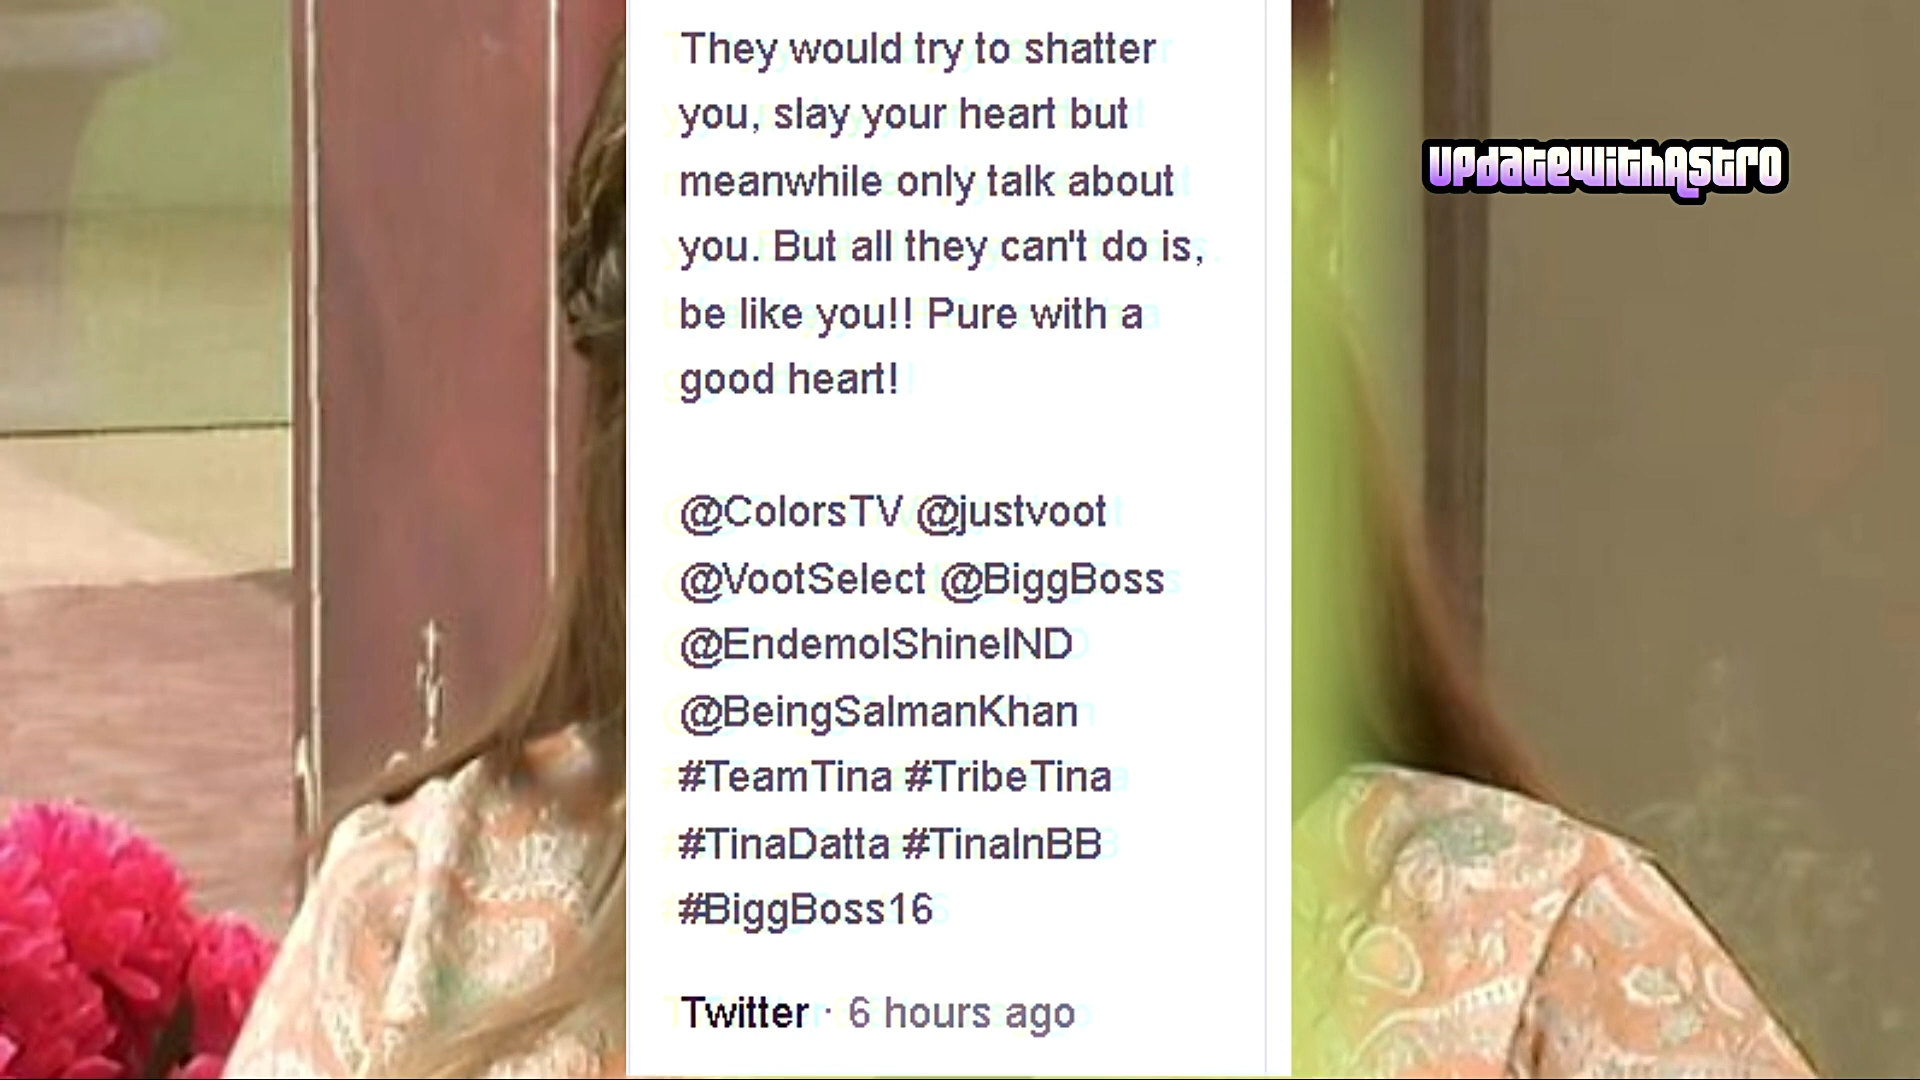 They would try to shatter
you, slay your heart but
meanwhile only talk about
you. But all they can't do is,
be like you!! Pure with a
good heart!
@ColorsTV @justvoot
@VootSelect @BiggBoss
@EndemolShineIND
@BeingSalmanKhan
#TeamTina #TribeTina
#TinaDatta #TinaInBB
#BiggBoss16
Twitter · 6 hours ago
UpdateWithAstro